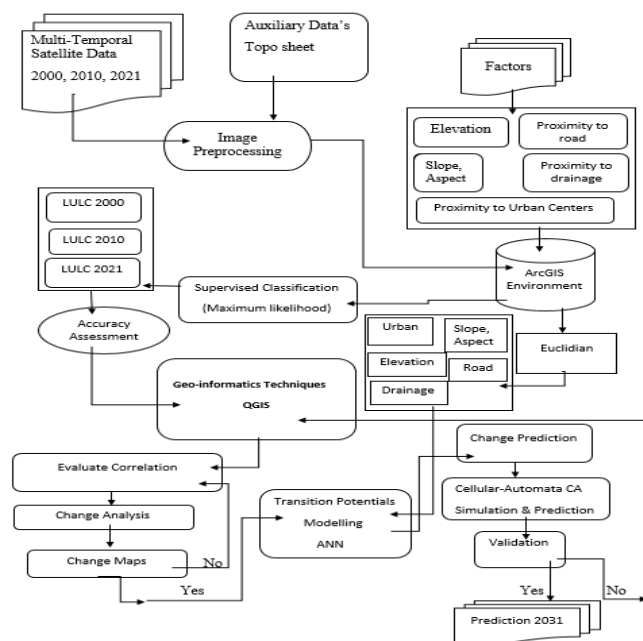 Multi-Temporal
Satellite Data
2000, 2010, 2021
Auxiliary Data's
Topo sheet
Factors
Image
Preprocessing
Elevation
Proximity to
road
Slope,
Aspect
Proximity to
drainage
Proximity to Urban Centers
LULC 2000
LULC 2010
LULC 2021
ArcGIS
Environment
Supervised Classification
(Maximum likelihood)
Accuracy
Assessment
Urban
Slope,
Aspect
Elevation
Road
Drainage
Euclidian
Geo-informatics Techniques
QGIS
Change Prediction
Evaluate Correlation
Cellular-Automata CA
Simulation & Prediction
Transition Potentials
Modelling
ANN
Change Analysis
Change Maps
No
Yes
Validation
Yes
No
Prediction 2031